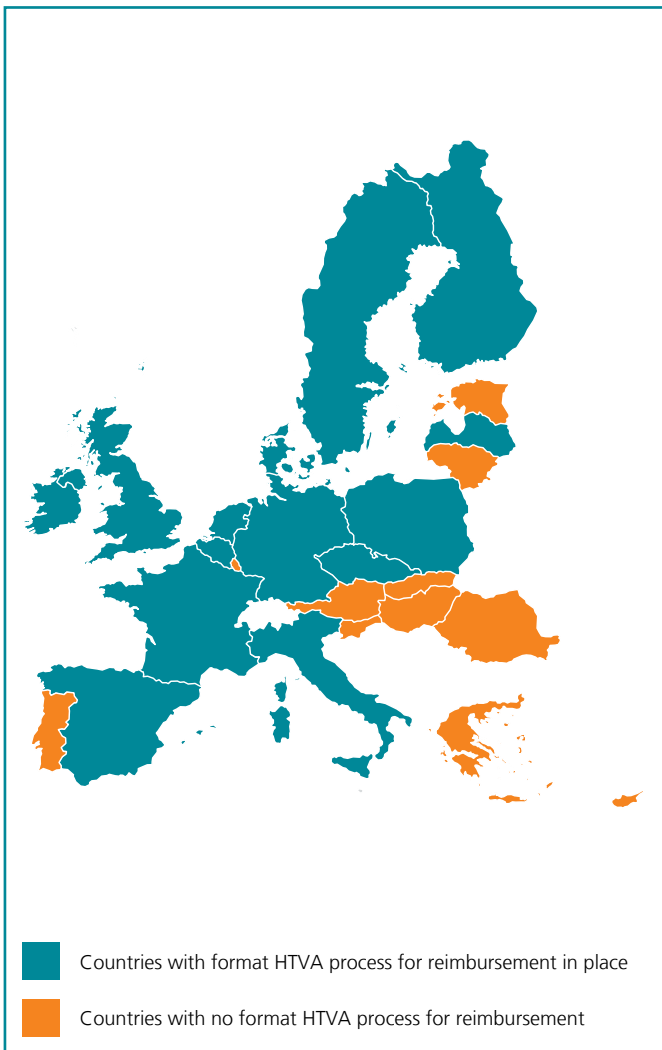 Countries with format HTVA process for reimbursement in place
Countries with no format HTVA process for reimbursement